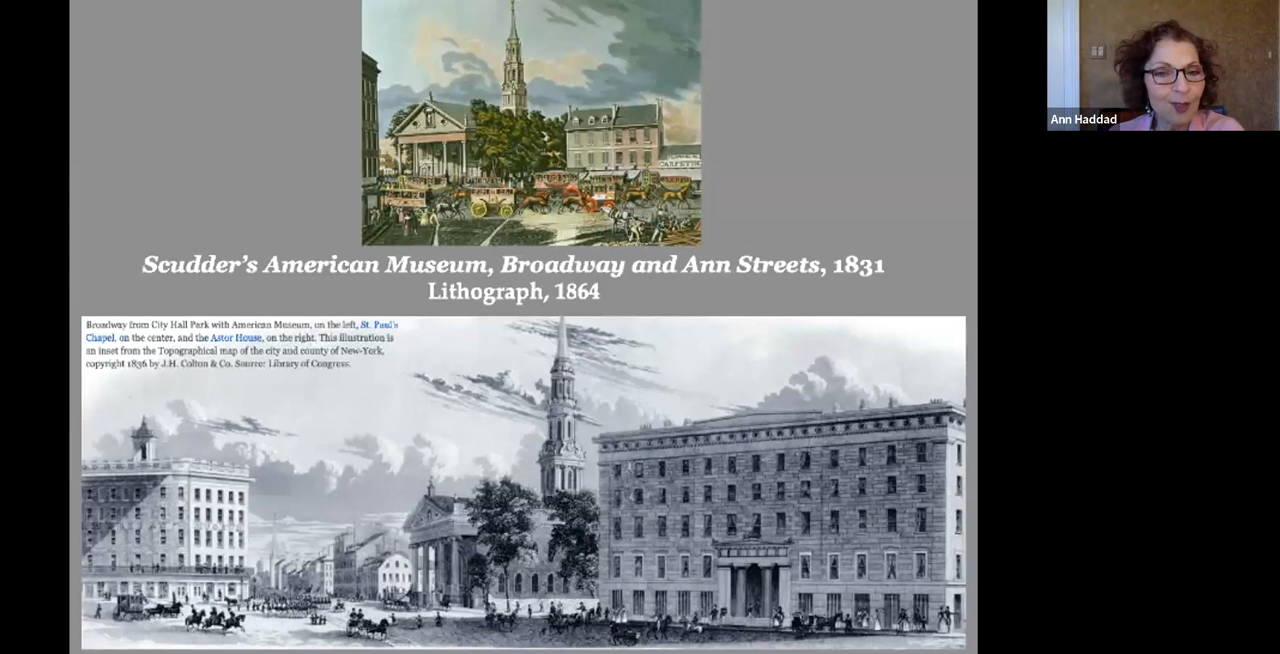 CARPETIN
Ann Haddad
Scudder's American Museum, Broadway and Ann Streets, 1831
Lithograph, 1864
Broadway from City Hall Park with American Museum, on the left, St. Paul's
Chapel, on the center, and the Astor House, on the right. This illustration is
an inset from the Topographical map of the city and county of New-York,
copyright 1836 by J.H. Colton & Co. Source: Library of Congress.